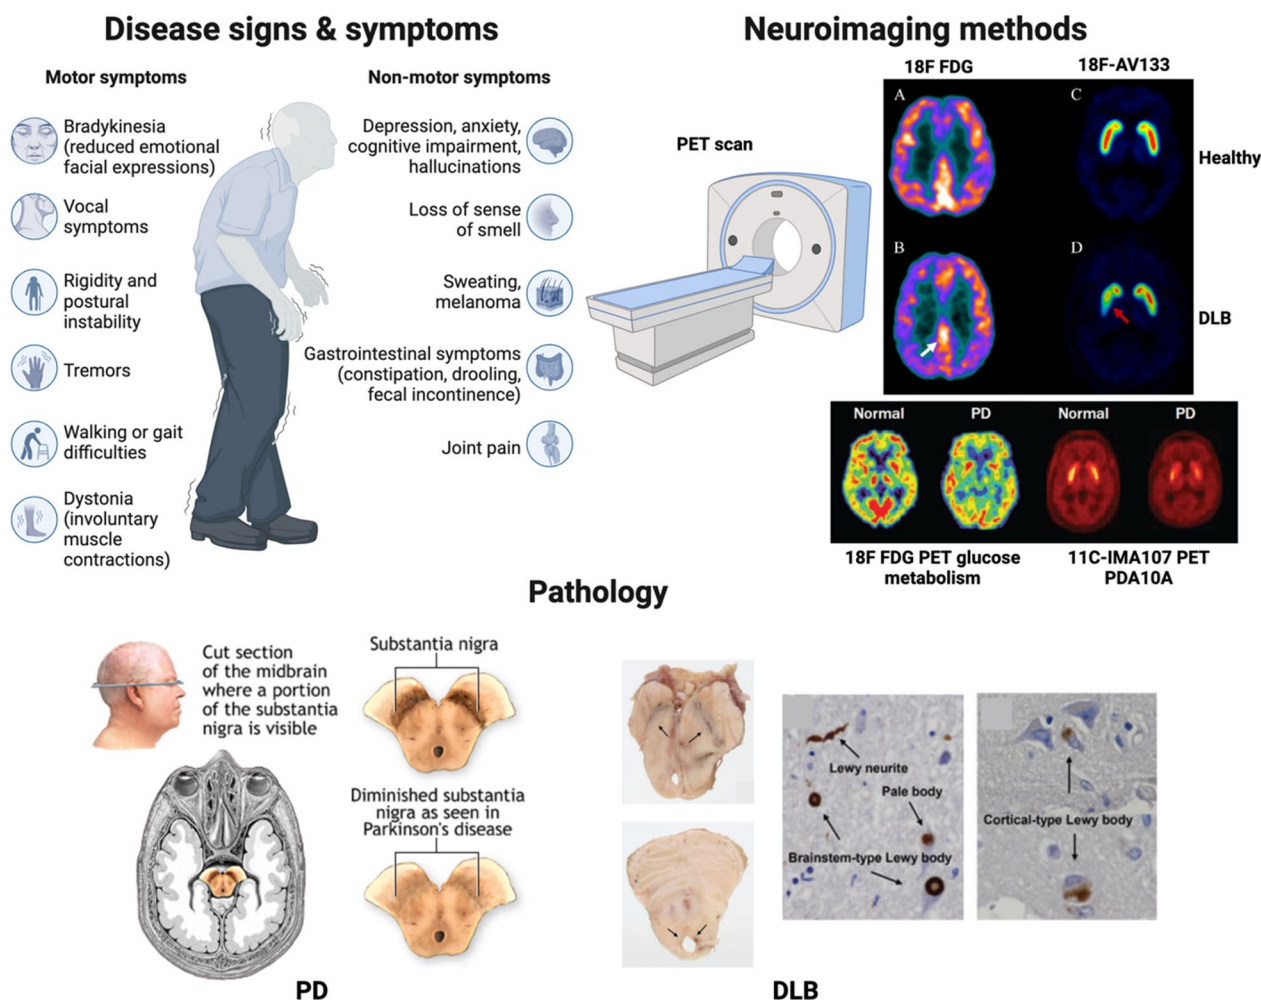 Disease signs & symptoms
Motor symptoms
Bradykinesia
(reduced emotional
facial expressions)
Vocal
symptoms
Rigidity and
postural
instability
Tremors
Walking or gait
difficulties
Dystonia
(involuntary
muscle
contractions)
Non-motor symptoms
Depression, anxiety,
cognitive impairment,
hallucinations
Loss of sense
of smell
Sweating,
melanoma
Gastrointestinal symptoms
(constipation, drooling,
fecal incontinence)
Joint pain
Neuroimaging methods
PET scan
18F FDG
18F-AV133
A
C
Healthy
B
D
DLB
Normal
PD
Normal
PD
18F FDG PET glucose
metabolism
11C-IMA107 PET
PDA10A
Pathology
Cut section
of the midbrain
where a portion
of the substantia
nigra is visible
Substantia nigra
Diminished substantia
nigra as seen in
Parkinson's disease
PD
Lewy neurite
Pale body
Brainstem-type Lewy body
Cortical-type Lewy body
DLB